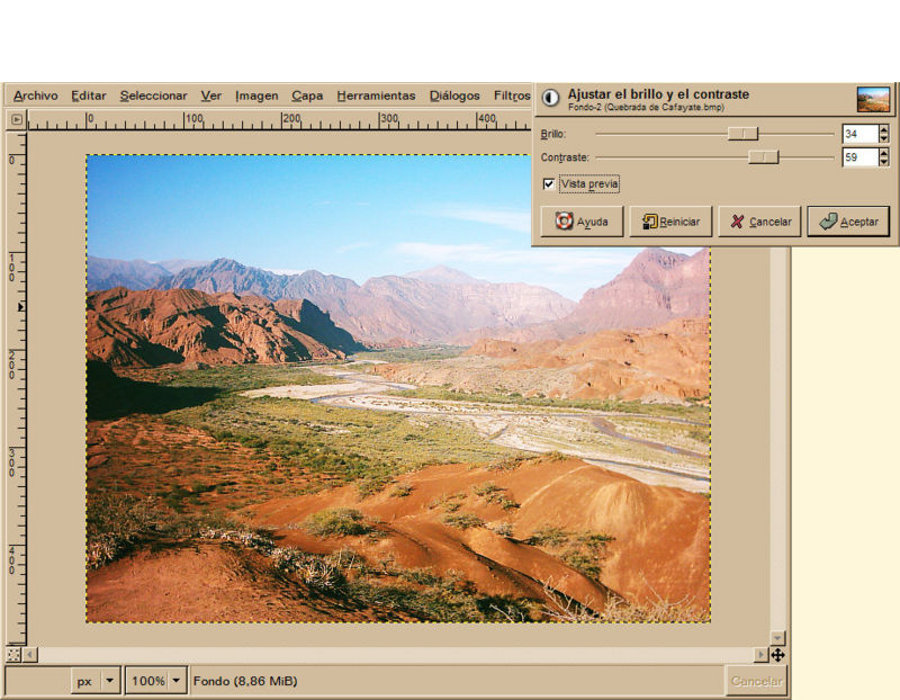 Archivo Editar Seleccionar Ver Imagen Capa Herramientas Diálogos Filtros
Ajustar el brillo y el contraste
Fondo-2 (Quebrada de Cafayate.bmp)
Brillo: 34
Contraste: 59
Vista previa
Ayuda Reiniciar Cancelar Aceptar
0 100 200 300 400
0
100
200
300
400
px 100% Fondo (8,86 MiB) Cancelar